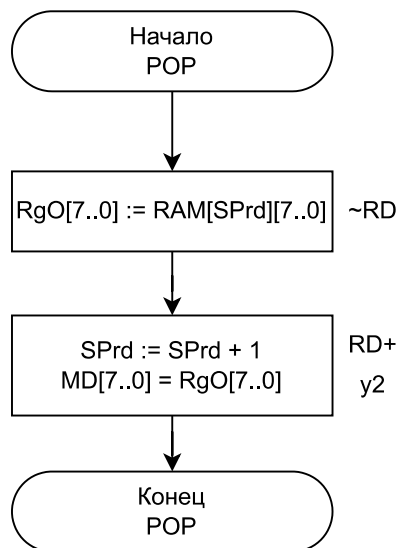 Начало
POP
RgO[7..0] := RAM[SPrd][7..0]
~RD
SPrd := SPrd + 1
MD[7..0] = RgO[7..0]
RD+
y2
Конец
POP